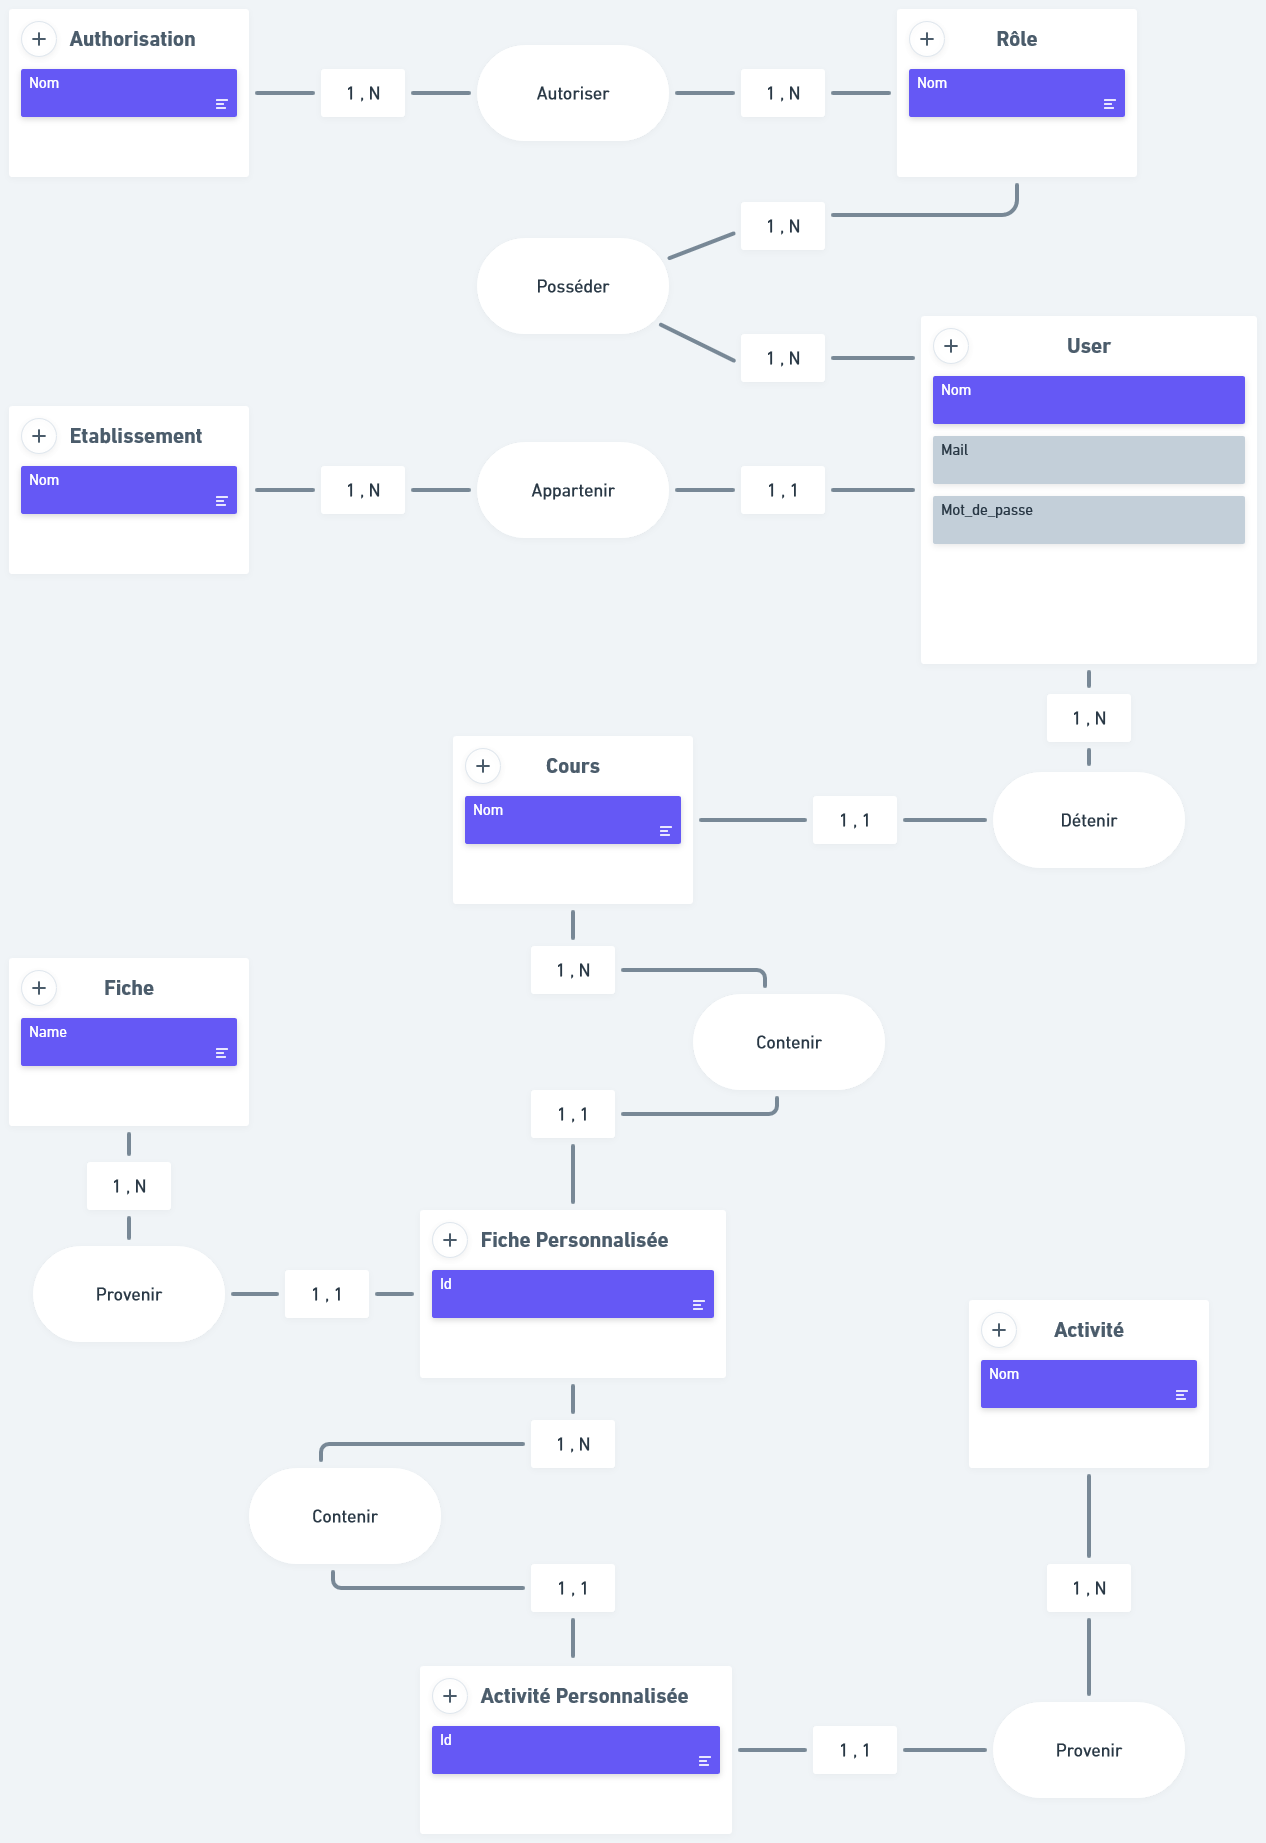 Authorisation
Nom
1 , N
Autoriser
1 , N
Rôle
Nom
1 , N
Posséder
1 , N
User
Nom
Mail
Mot_de_passe
Etablissement
Nom
1 , N
Appartenir
1 , 1
1 , N
Cours
Nom
1 , 1
Détenir
1 , N
Fiche
Name
Contenir
1 , 1
1 , N
Fiche Personnalisée
Id
Provenir
1 , 1
Activité
Nom
1 , N
Contenir
1 , 1
1 , N
Activité Personnalisée
Id
1 , 1
Provenir